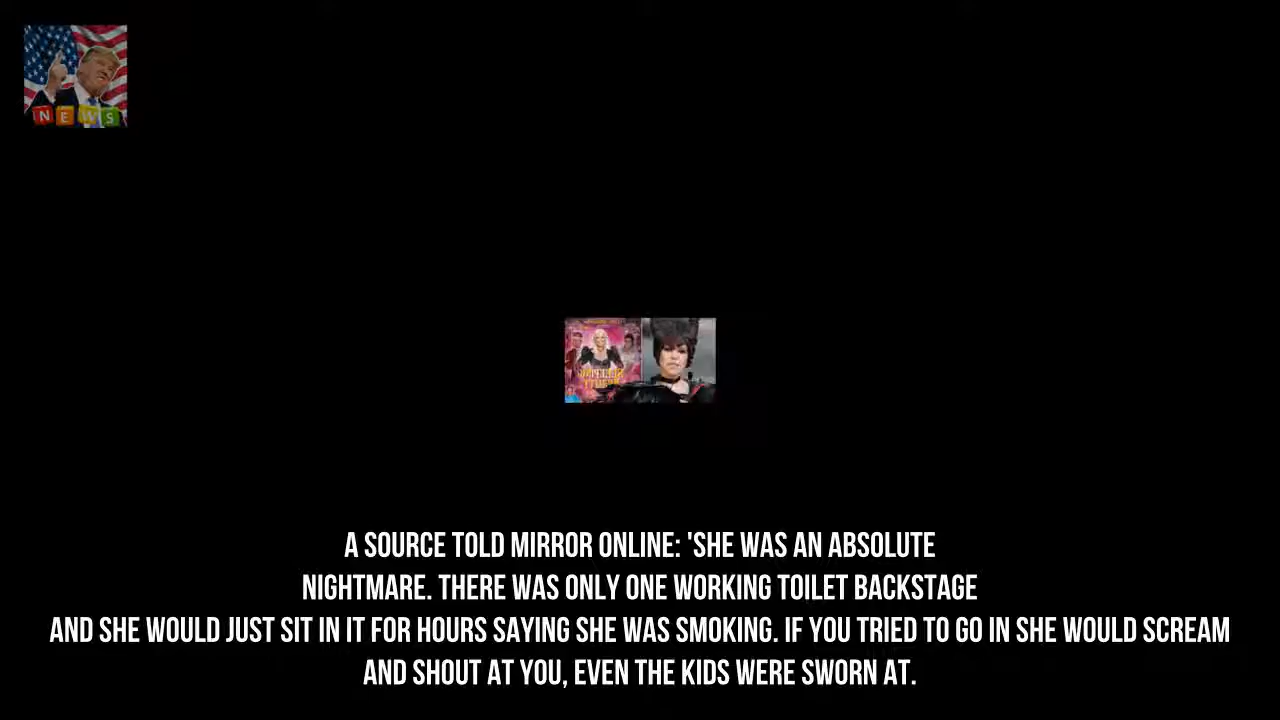 NEWS
A SOURCE TOLD MIRROR ONLINE: 'SHE WAS AN ABSOLUTE
NIGHTMARE. THERE WAS ONLY ONE WORKING TOILET BACKSTAGE
AND SHE WOULD JUST SIT IN IT FOR HOURS SAYING SHE WAS SMOKING. IF YOU TRIED TO GO IN SHE WOULD SCREAM
AND SHOUT AT YOU, EVEN THE KIDS WERE SWORN AT.